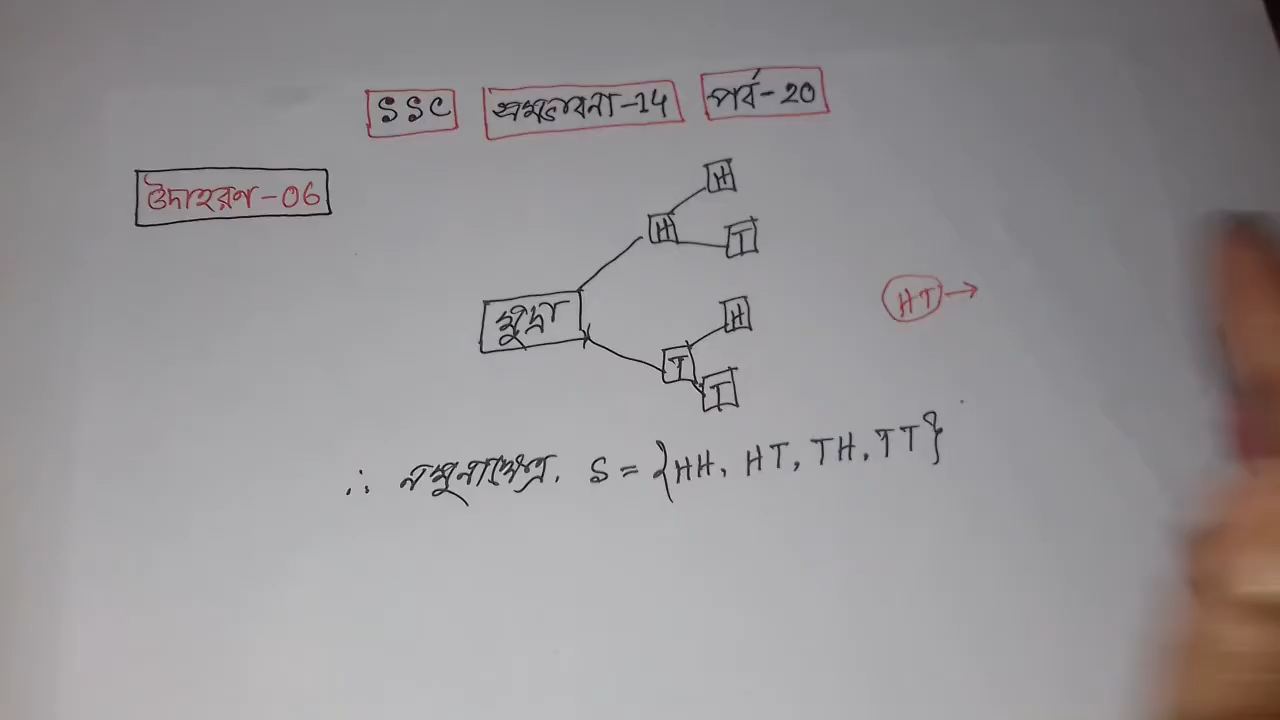 SSC সম্ভাবনা-14 পর্ব-20
উদাহরণ-06
H
H
T
মুদ্রা
HT →
H
T
T
∴ নমুনাক্ষেত্র, S = {HH, HT, TH, TT}